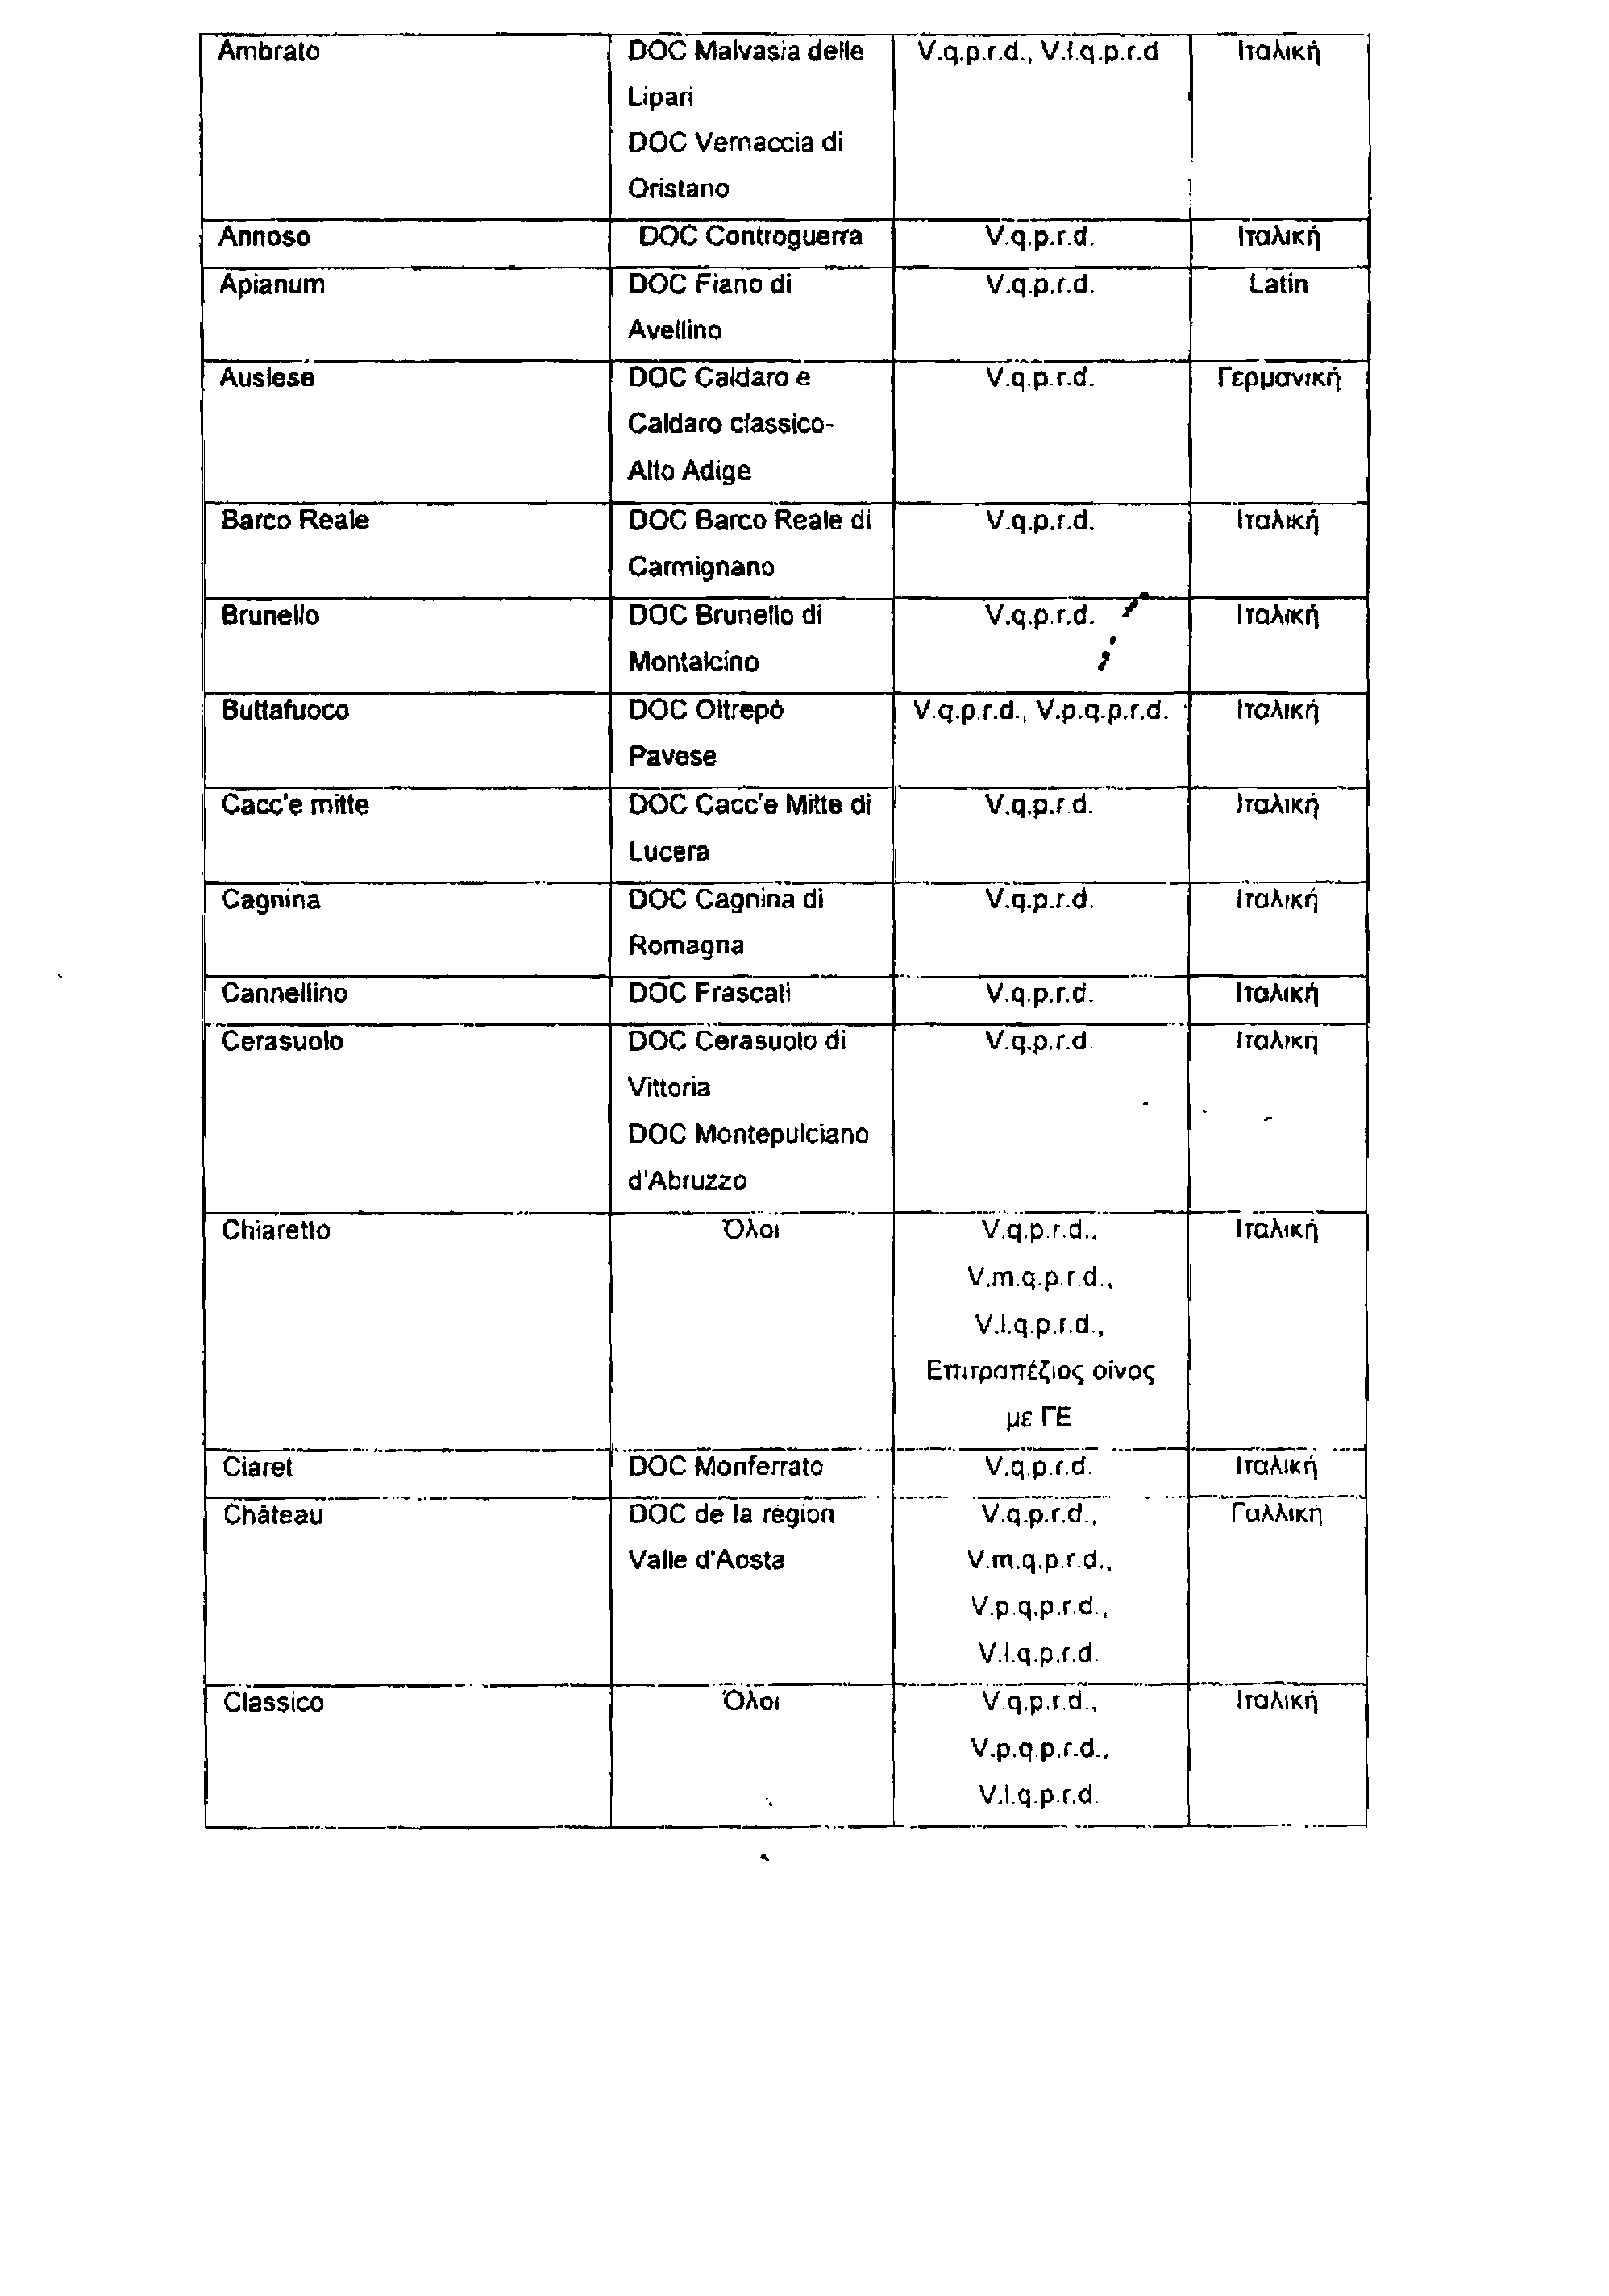 Ambrato DOC Malvasia delle V.q.p.r.d., V.l.q.p.r.d Ιταλική
Lipari
DOC Vernaccia di
Oristano
Annoso DOC Controguerra V.q.p.r.d. Ιταλική
Apianum DOC Fiano di V.q.p.r.d. Latin
Avellino
Auslese DOC Caldaro e V.q.p.r.d. Γερμανική
Caldaro classico-
Alto Adige
Barco Reale DOC Barco Reale di V.q.p.r.d. Ιταλική
Carmignano
Brunello DOC Brunello di V.q.p.r.d. Ιταλική
Montalcino
Buttafuoco DOC Oltrepò V.q.p.r.d., V.p.q.p.r.d. Ιταλική
Pavese
Cacc'e mitte DOC Cacc'e Mitte di V.q.p.r.d. Ιταλική
Lucera
Cagnina DOC Cagnina di V.q.p.r.d. Ιταλική
Romagna
Cannellino DOC Frascati V.q.p.r.d. Ιταλική
Cerasuolo DOC Cerasuolo di V.q.p.r.d. Ιταλική
Vittoria
DOC Montepulciano
d'Abruzzo
Chiaretto Όλοι V.q.p.r.d., Ιταλική
V.m.q.p.r.d.,
V.l.q.p.r.d.,
Επιτραπέζιος οίνος
με ΓΕ
Ciaret DOC Monferrato V.q.p.r.d. Ιταλική
Château DOC de la région V.q.p.r.d., Γαλλική
Valle d'Aosta V.m.q.p.r.d.,
V.p.q.p.r.d.,
V.l.q.p.r.d.
Classico Όλοι V.q.p.r.d., Ιταλική
V.p.q.p.r.d.,
V.l.q.p.r.d.